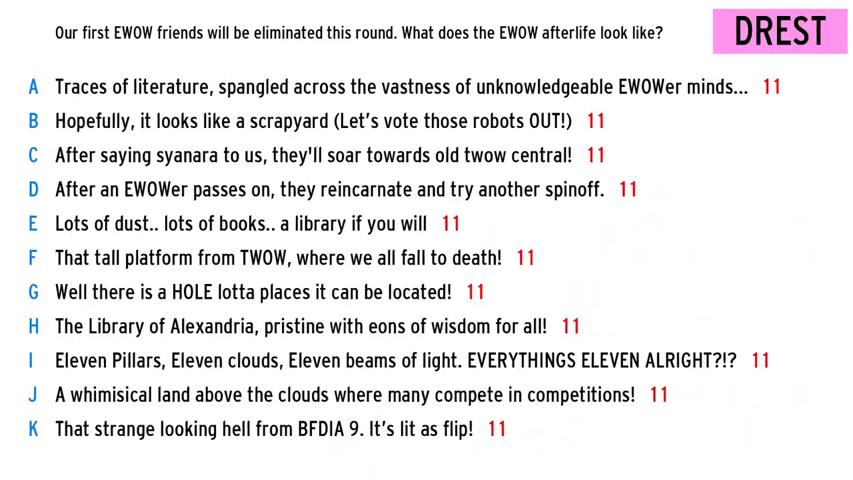 Our first EWOW friends will be eliminated this round. What does the EWOW afterlife look like?
DREST
A Traces of literature, spangled across the vastness of unknowledgeable EWOWer minds... 11
B Hopefully, it looks like a scrapyard (Let's vote those robots OUT!) 11
C After saying syanara to us, they'll soar towards old twow central! 11
D After an EWOWer passes on, they reincarnate and try another spinoff. 11
E Lots of dust.. lots of books.. a library if you will 11
F That tall platform from TWOW, where we all fall to death! 11
G Well there is a HOLE lotta places it can be located! 11
H The Library of Alexandria, pristine with eons of wisdom for all! 11
I Eleven Pillars, Eleven clouds, Eleven beams of light. EVERYTHINGS ELEVEN ALRIGHT?!? 11
J A whimisical land above the clouds where many compete in competitions! 11
K That strange looking hell from BFDIA 9. It's lit as flip! 11